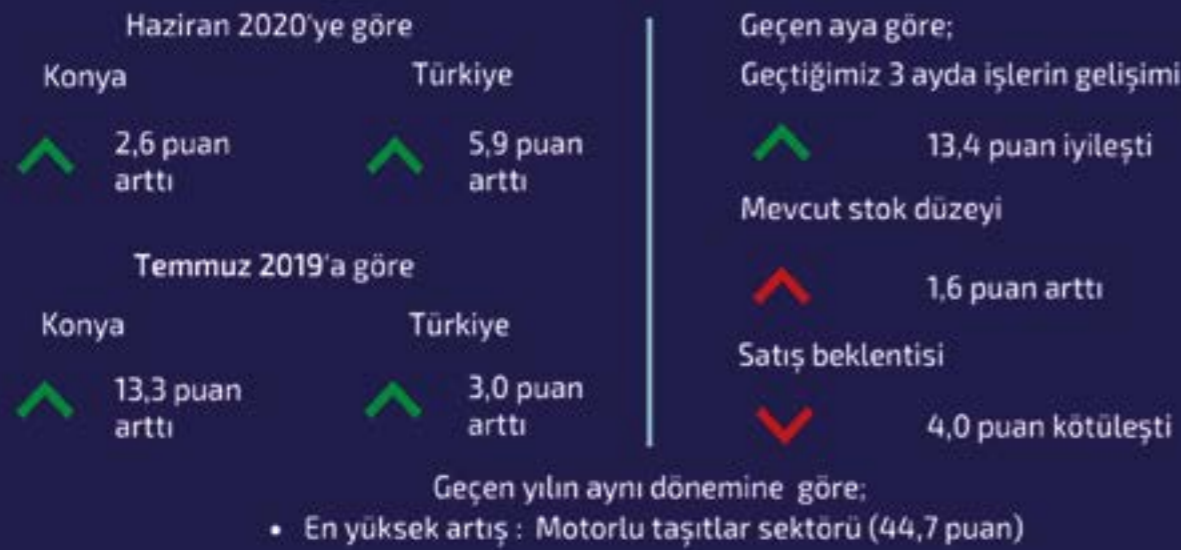 Haziran 2020'ye göre
Konya
Türkiye
2,6 puan
arttı
5,9 puan
arttı
Temmuz 2019'a göre
Konya
Türkiye
13,3 puan
arttı
3,0 puan
arttı
Geçen aya göre;
Geçtiğimiz 3 ayda işlerin gelişimi
13,4 puan iyileşti
Mevcut stok düzeyi
1,6 puan arttı
Satış beklentisi
4,0 puan kötüleşti
Geçen yılın aynı dönemine göre;
• En yüksek artış : Motorlu taşıtlar sektörü (44,7 puan)